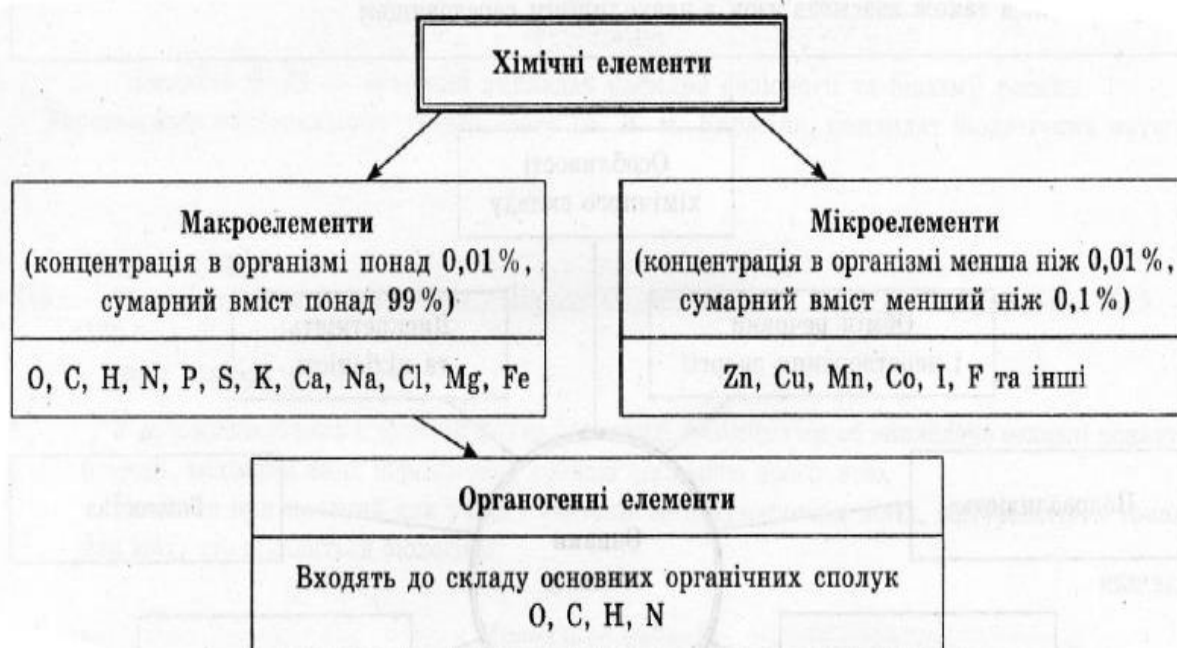 Хімічні елементи
Макроелементи
(концентрація в організмі понад 0,01%,
сумарний вміст понад 99%)
O, C, H, N, P, S, K, Ca, Na, Cl, Mg, Fe
Мікроелементи
(концентрація в організмі менша ніж 0,01%,
сумарний вміст менший ніж 0,1%)
Zn, Cu, Mn, Co, I, F та інші
Органогенні елементи
Входять до складу основних органічних сполук
O, C, H, N